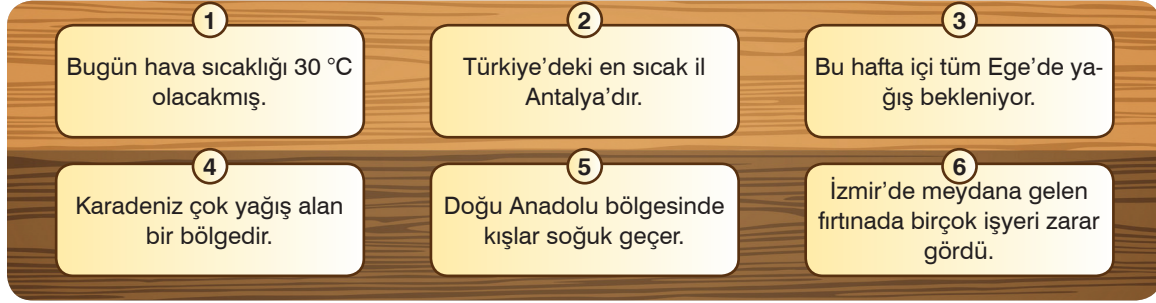 1
Bugün hava sıcaklığı 30 °C
olacakmış.
2
Türkiye’deki en sıcak il
Antalya’dır.
3
Bu hafta içi tüm Ege’de ya-
ğış bekleniyor.
4
Karadeniz çok yağış alan
bir bölgedir.
5
Doğu Anadolu bölgesinde
kışlar soğuk geçer.
6
İzmir’de meydana gelen
fırtınada birçok işyeri zarar
gördü.